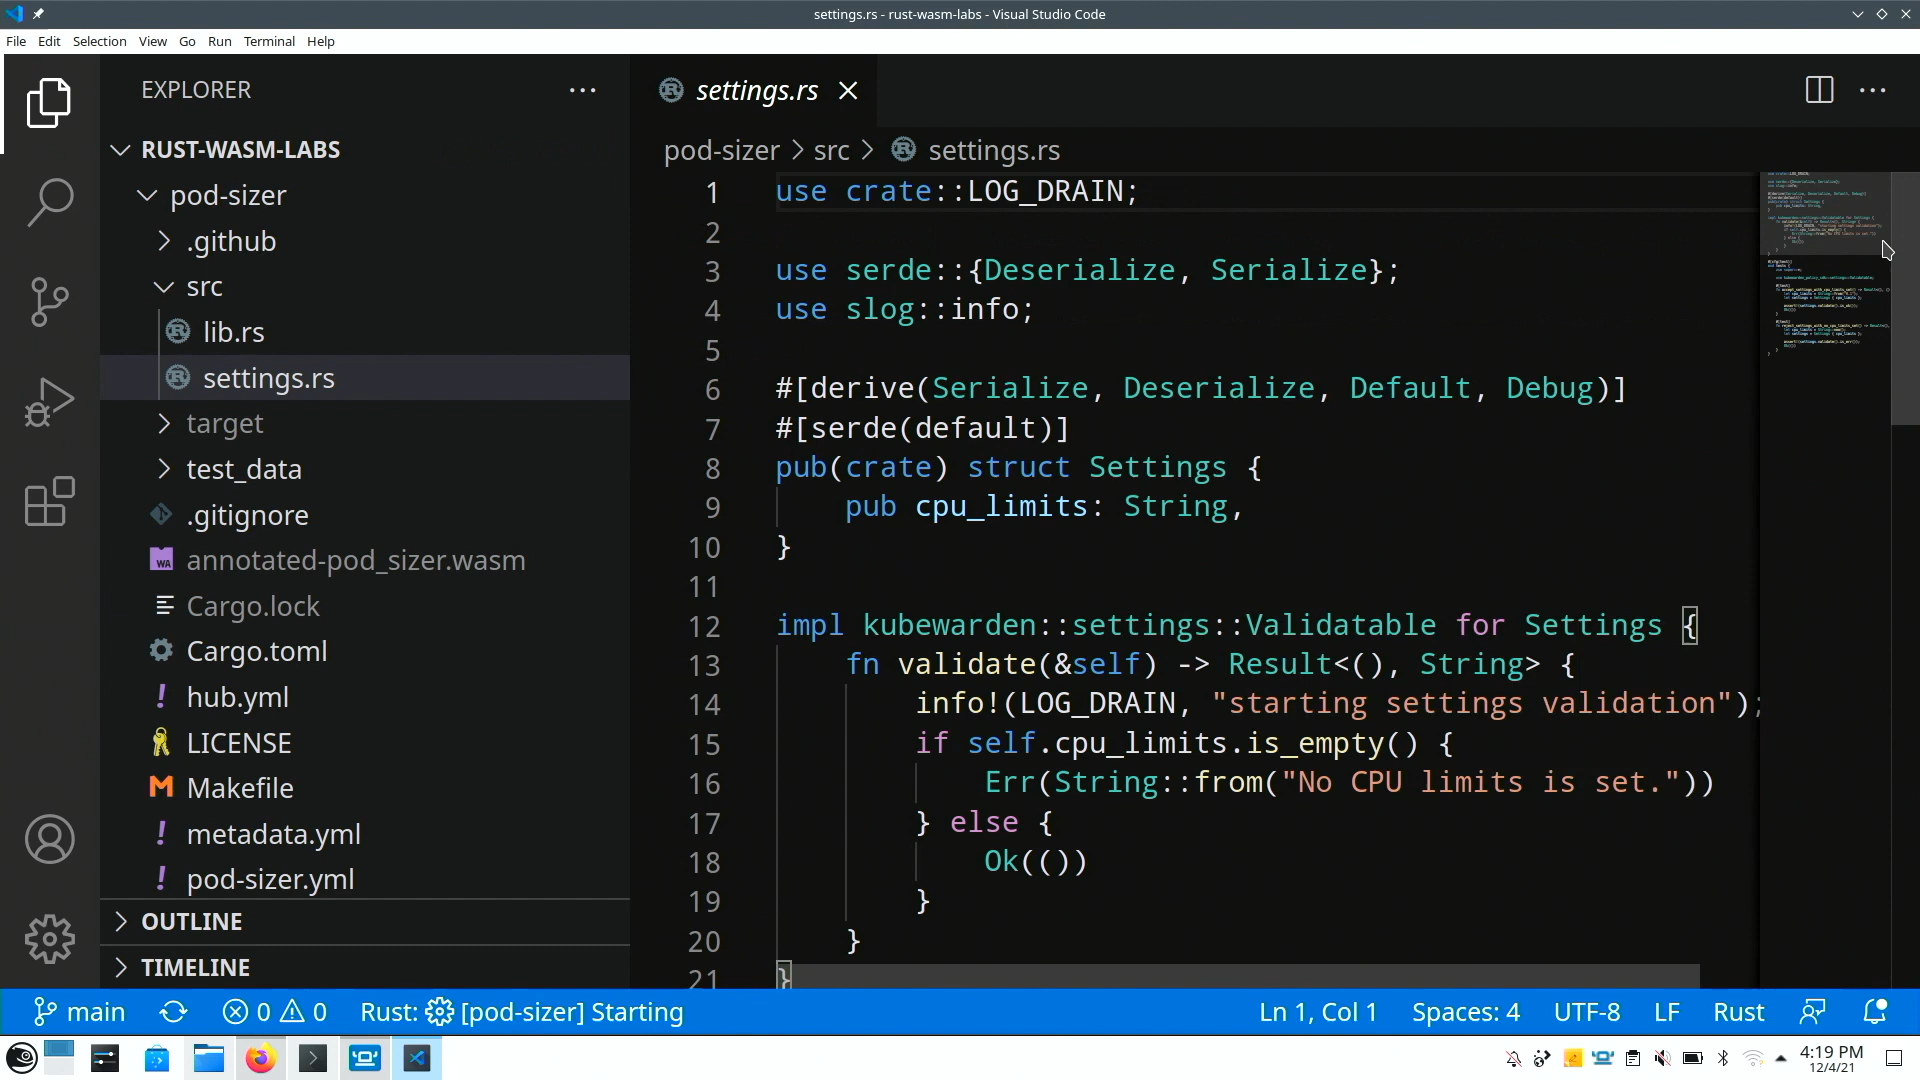 settings.rs - rust-wasm-labs - Visual Studio Code
File Edit Selection View Go Run Terminal Help
EXPLORER
RUST-WASM-LABS
pod-sizer
.github
src
lib.rs
settings.rs
target
test_data
.gitignore
annotated-pod_sizer.wasm
Cargo.lock
Cargo.toml
hub.yml
LICENSE
Makefile
metadata.yml
pod-sizer.yml
OUTLINE
TIMELINE
settings.rs
pod-sizer > src > settings.rs
1 use crate::LOG_DRAIN;
2
3 use serde::{Deserialize, Serialize};
4 use slog::info;
5
6 #[derive(Serialize, Deserialize, Default, Debug)]
7 #[serde(default)]
8 pub(crate) struct Settings {
9 pub cpu_limits: String,
10 }
11
12 impl kubewarden::settings::Validatable for Settings {
13 fn validate(&self) -> Result<(), String> {
14 info!(LOG_DRAIN, "starting settings validation");
15 if self.cpu_limits.is_empty() {
16 Err(String::from("No CPU limits is set."))
17 } else {
18 Ok(())
19 }
20 }
21 }
main 0 0 Rust: [pod-sizer] Starting Ln 1, Col 1 Spaces: 4 UTF-8 LF Rust
4:19 PM
12/4/21